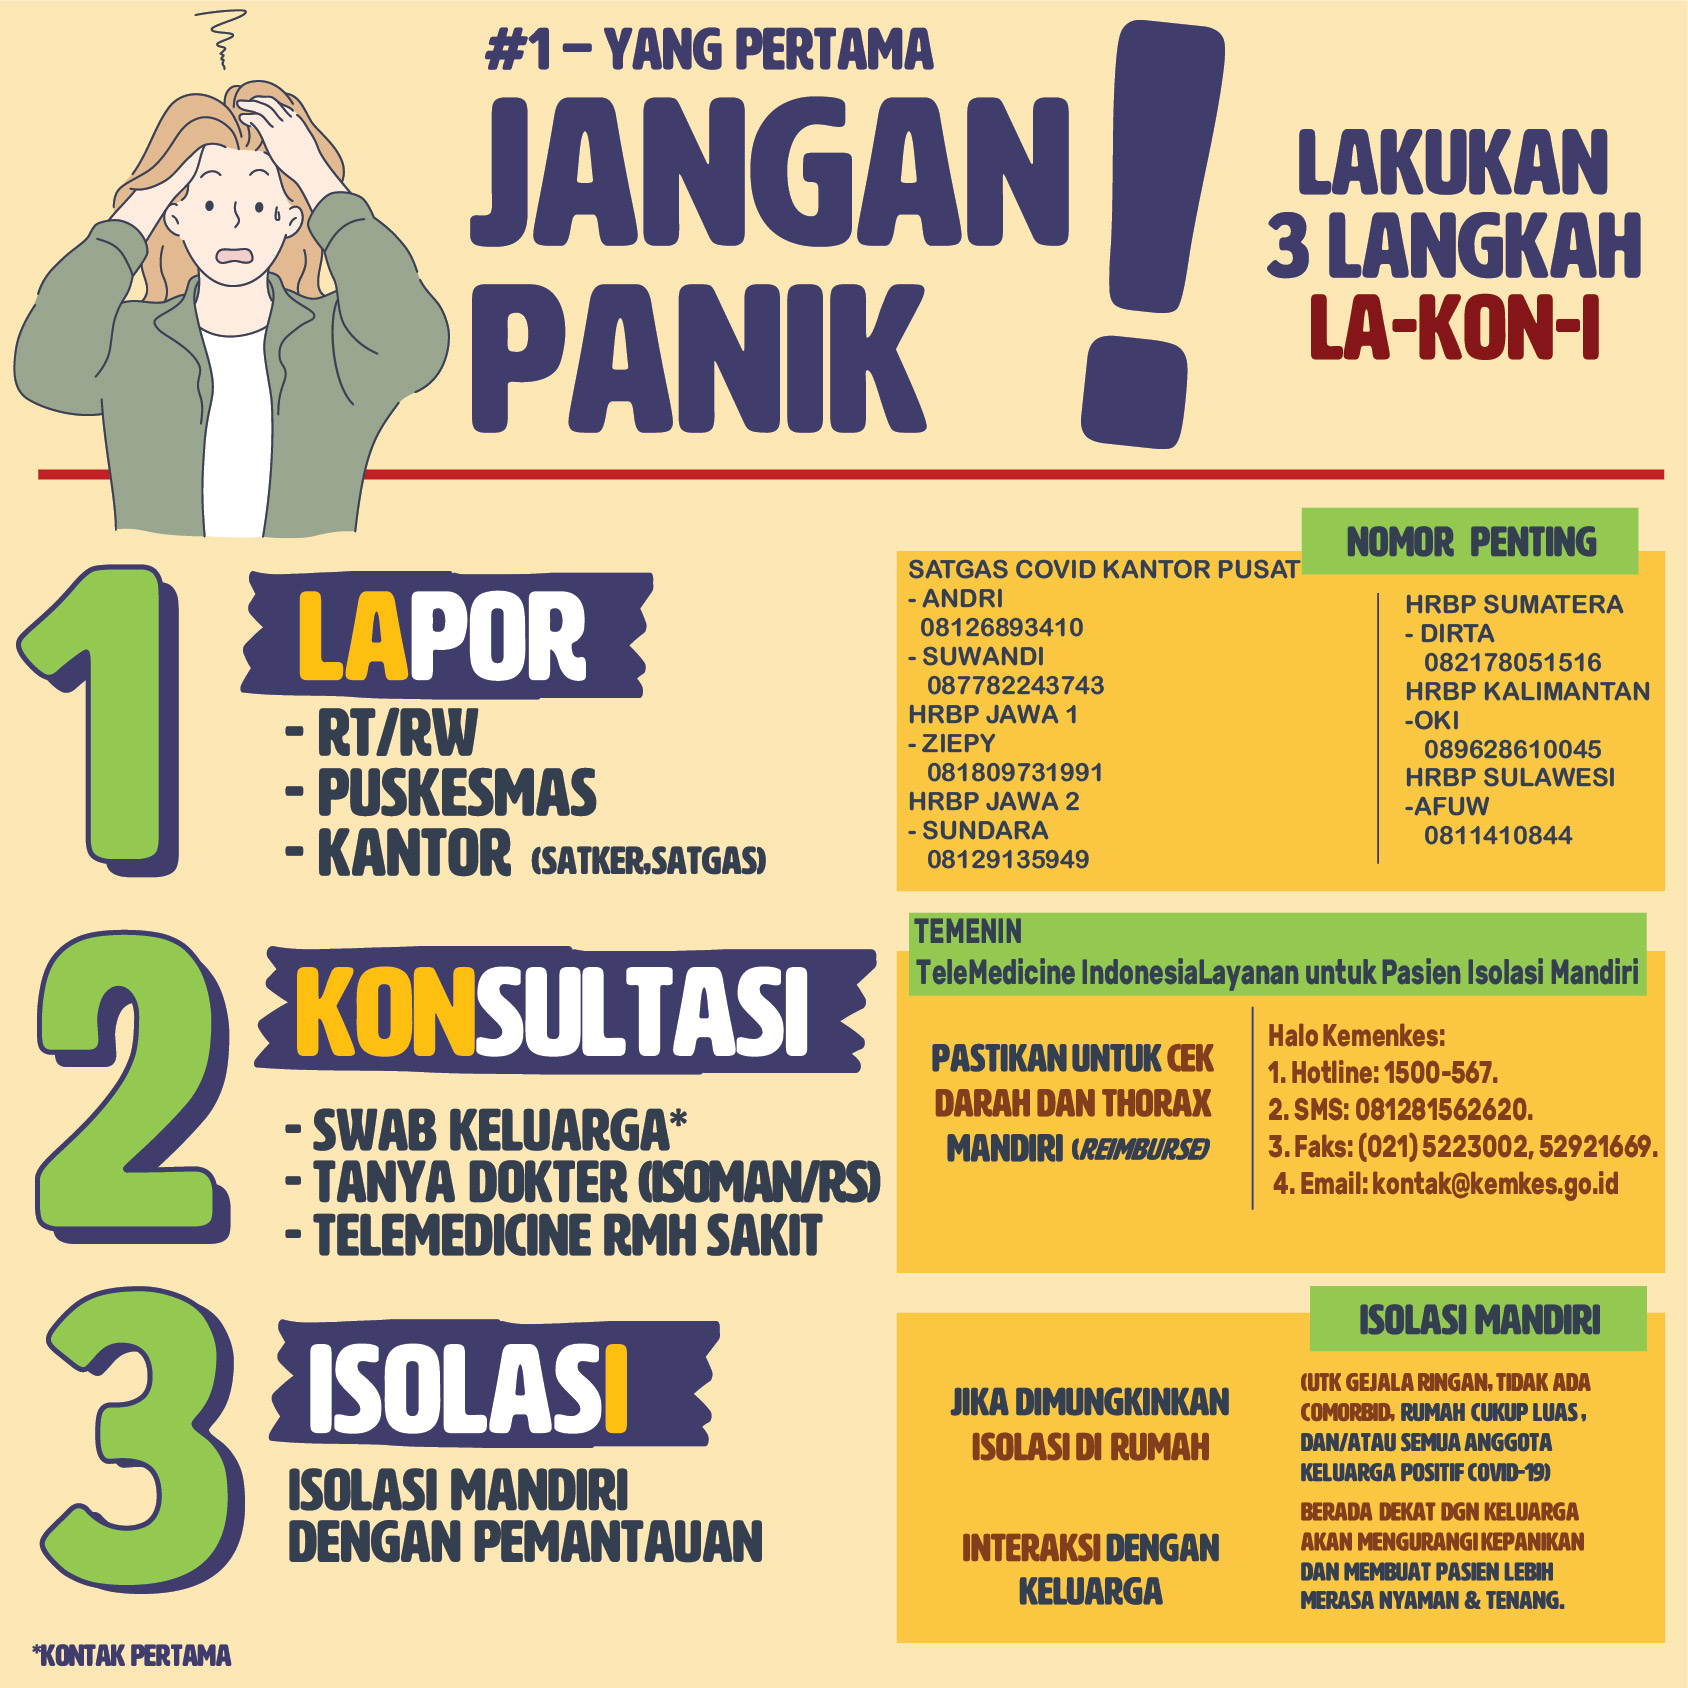 #1 – YANG PERTAMA
JANGAN
PANIK!
LAKUKAN
3 LANGKAH
LA-KON-I
1
LAPOR
- RT/RW
- PUSKESMAS
- KANTOR (SATKER,SATGAS)
NOMOR PENTING
SATGAS COVID KANTOR PUSAT
- ANDRI
08126893410
- SUWANDI
087782243743
HRBP JAWA 1
- ZIEPY
081809731991
HRBP JAWA 2
- SUNDARA
08129135949
HRBP SUMATERA
- DIRTA
082178051516
HRBP KALIMANTAN
-OKI
089628610045
HRBP SULAWESI
-AFUW
0811410844
2
KONSULTASI
- SWAB KELUARGA*
- TANYA DOKTER (ISOMAN/RS)
- TELEMEDICINE RMH SAKIT
TEMENIN
TeleMedicine IndonesiaLayanan untuk Pasien Isolasi Mandiri
PASTIKAN UNTUK CEK
DARAH DAN THORAX
MANDIRI (REIMBURSE)
Halo Kemenkes:
1. Hotline: 1500-567.
2. SMS: 081281562620.
3. Faks: (021) 5223002, 52921669.
4. Email: kontak@kemkes.go.id
3
ISOLASI
ISOLASI MANDIRI
DENGAN PEMANTAUAN
ISOLASI MANDIRI
JIKA DIMUNGKINKAN
ISOLASI DI RUMAH
(UTK GEJALA RINGAN, TIDAK ADA
COMORBID, RUMAH CUKUP LUAS ,
DAN/ATAU SEMUA ANGGOTA
KELUARGA POSITIF COVID-19)
INTERAKSI DENGAN
KELUARGA
BERADA DEKAT DGN KELUARGA
AKAN MENGURANGI KEPANIKAN
DAN MEMBUAT PASIEN LEBIH
MERASA NYAMAN & TENANG.
*KONTAK PERTAMA